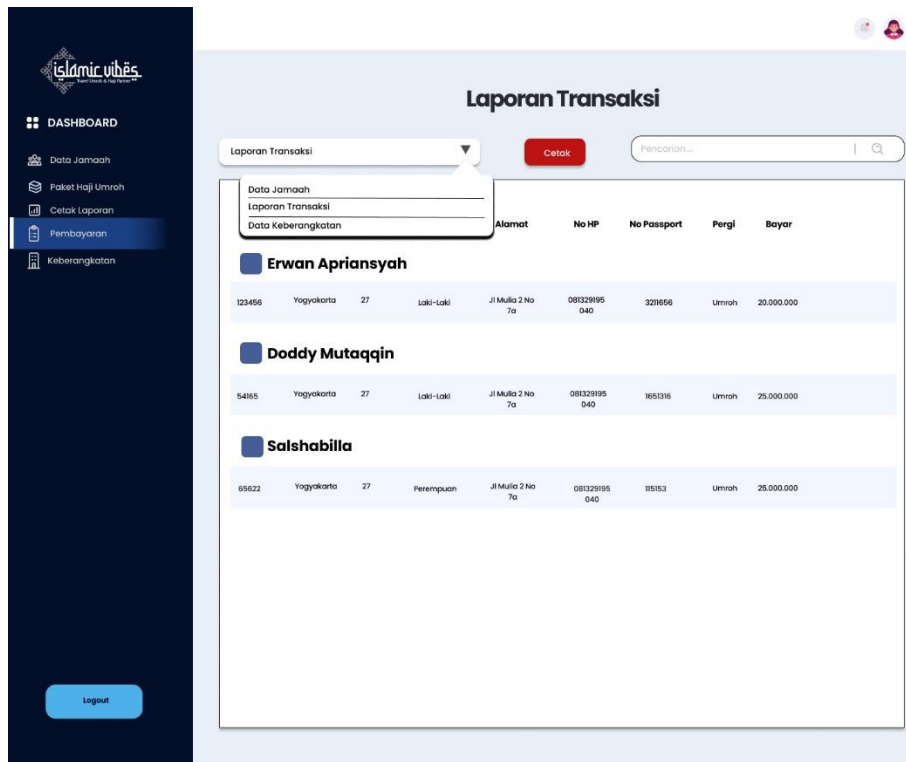 islamic vibes
DASHBOARD
Data Jamaah
Paket Haji Umroh
Cetak Laporan
Pembayaran
Keberangkatan
Logout
Laporan Transaksi
Laporan Transaksi
Cetak
Pencarian...
Data Jamaah
Laporan Transaksi
Data Keberangkatan
Alamat No HP No Passport Pergi Bayar
Erwan Apriansyah
123456 Yogyakarta 27 Laki-Laki Jl Mulia 2 No 7a 081329195 040 3211656 Umroh 20.000.000
Doddy Mutaqqin
54165 Yogyakarta 27 Laki-Laki Jl Mulia 2 No 7a 081329195 040 1651316 Umroh 25.000.000
Salshabilla
65622 Yogyakarta 27 Perempuan Jl Mulia 2 No 7a 081329195 040 115153 Umroh 25.000.000